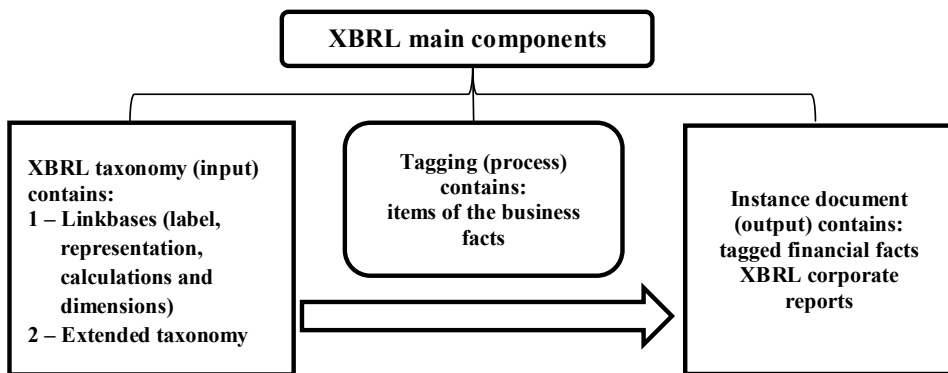 XBRL main components
XBRL taxonomy (input)
contains:
1 – Linkbases (label,
representation,
calculations and
dimensions)
2 – Extended taxonomy
Tagging (process)
contains:
items of the business
facts
Instance document
(output) contains:
tagged financial facts
XBRL corporate
reports